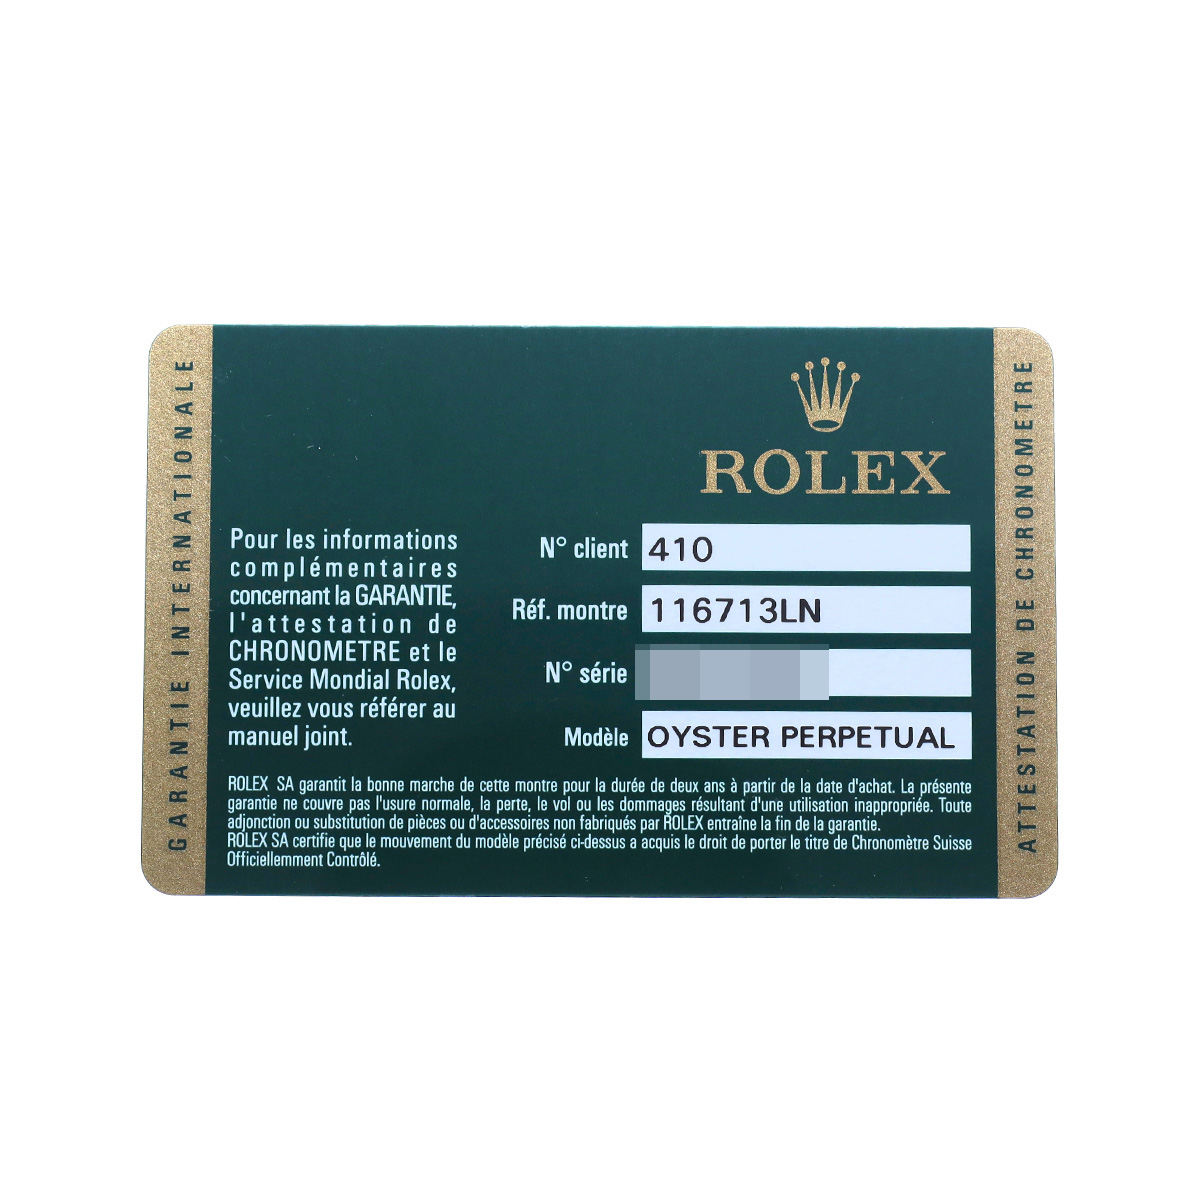 GARANTIE INTERNATIONALE
ROLEX
Pour les informations
complémentaires
concernant la GARANTIE,
l'attestation de
CHRONOMETRE et le
Service Mondial Rolex,
veuillez vous référer au
manuel joint.
N° client 410
Réf. montre 116713LN
N° série
Modèle OYSTER PERPETUAL
ROLEX SA garantit la bonne marche de cette montre pour la durée de deux ans à partir de la date d'achat. La présente
garantie ne couvre pas l'usure normale, la perte, le vol ou les dommages résultant d'une utilisation inappropriée. Toute
adjonction ou substitution de pièces ou d'accessoires non fabriqués par ROLEX entraîne la fin de la garantie.
ROLEX SA certifie que le mouvement du modèle précisé ci-dessus a acquis le droit de porter le titre de Chronomètre Suisse
Officiellemment Contrôlé.
ATTESTATION DE CHRONOMETRE